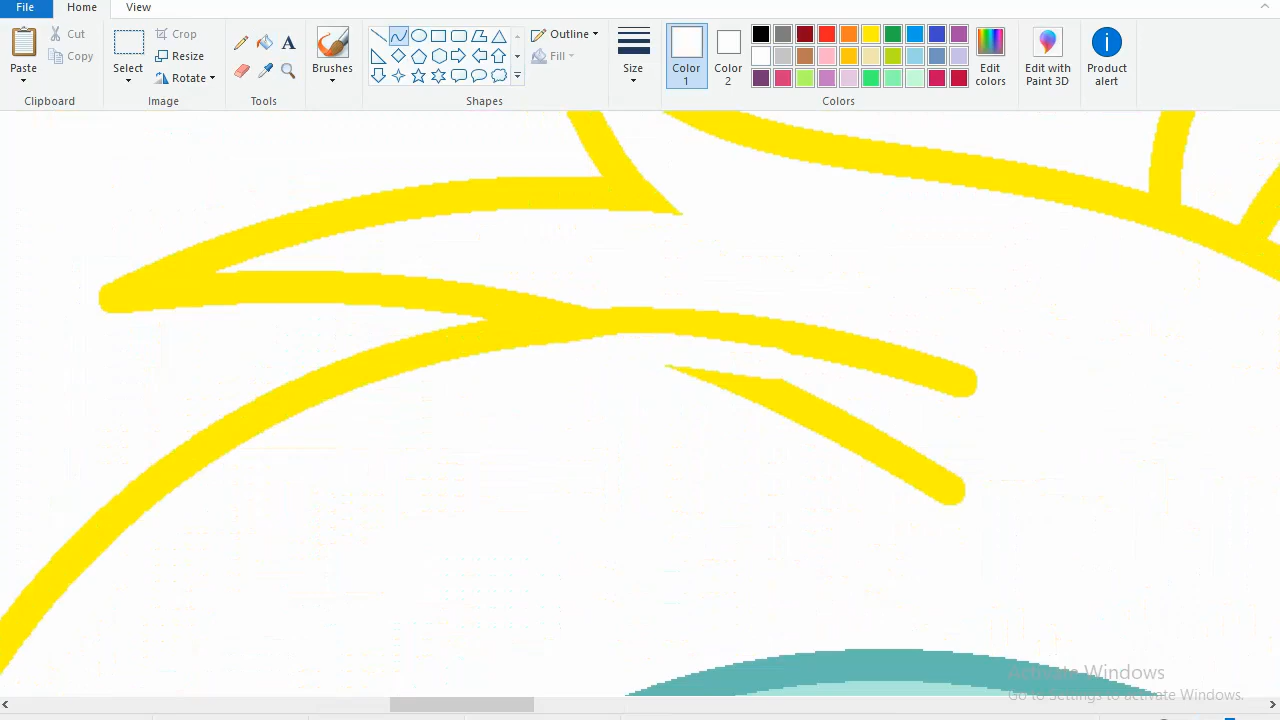 File Home View
Paste Cut Copy Clipboard
Select Crop Resize Rotate Image
A
Tools
Brushes
Outline
Fill
Shapes
Size
Color 1
Color 2
Edit colors
Colors
Edit with Paint 3D
Product alert
Activate Windows
Go to Settings to activate Windows.